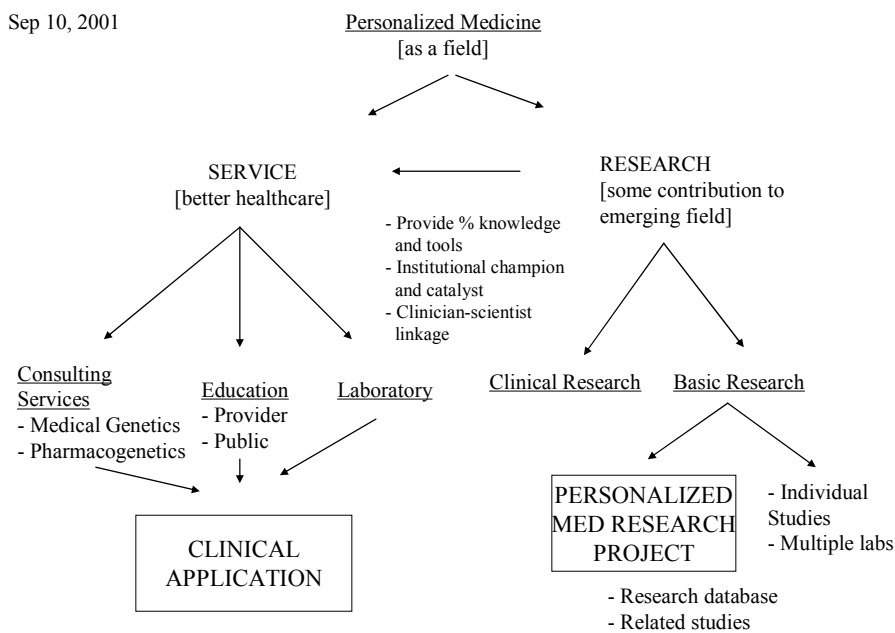 Sep 10, 2001
Personalized Medicine
[as a field]
SERVICE
[better healthcare]
RESEARCH
[some contribution to
emerging field]
- Provide % knowledge
and tools
- Institutional champion
and catalyst
- Clinician-scientist
linkage
Consulting
Services
- Medical Genetics
- Pharmacogenetics
Education
- Provider
- Public
Laboratory
Clinical Research
Basic Research
CLINICAL
APPLICATION
PERSONALIZED
MED RESEARCH
PROJECT
- Individual
Studies
- Multiple labs
- Research database
- Related studies